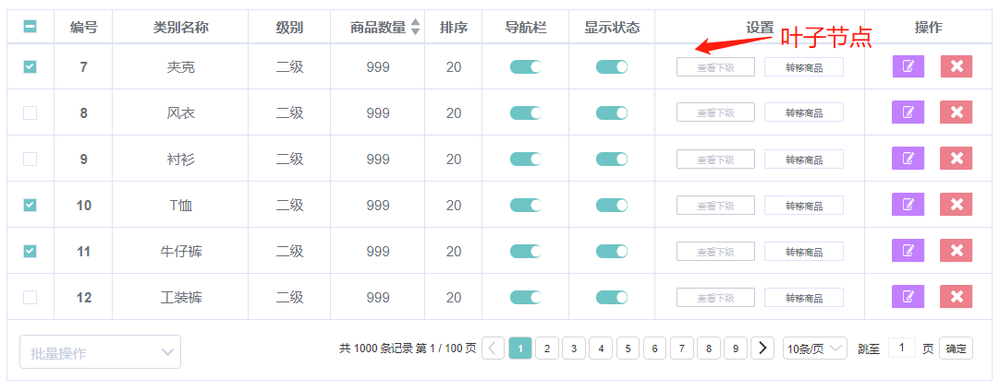 编号 类别名称 级别 商品数量 排序 导航栏 显示状态 设置 操作
叶子节点
7 夹克 二级 999 20 查看下级 转移商品
8 风衣 二级 999 20 查看下级 转移商品
9 衬衫 二级 999 20 查看下级 转移商品
10 T恤 二级 999 20 查看下级 转移商品
11 牛仔裤 二级 999 20 查看下级 转移商品
12 工装裤 二级 999 20 查看下级 转移商品
批量操作 共 1000 条记录 第 1 / 100 页 1 2 3 4 5 6 7 8 9 10条/页 跳至 1 页 确定